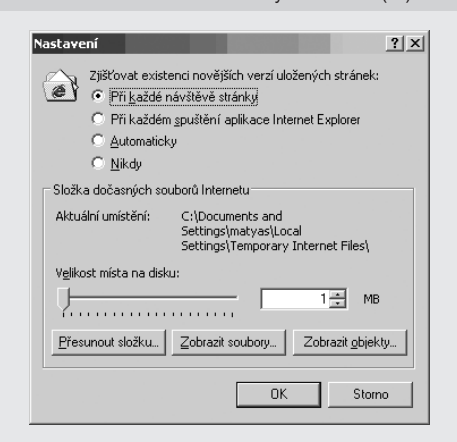 Nastavení
Zjišťovat existenci novějších verzí uložených stránek:
Při každé návštěvě stránky
Při každém spuštění aplikace Internet Explorer
Automaticky
Nikdy
Složka dočasných souborů Internetu
Aktuální umístění: C:\Documents and
Settings\matyas\Local
Settings\Temporary Internet Files\
Velikost místa na disku:
1 MB
Přesunout složku... Zobrazit soubory... Zobrazit objekty...
OK Storno